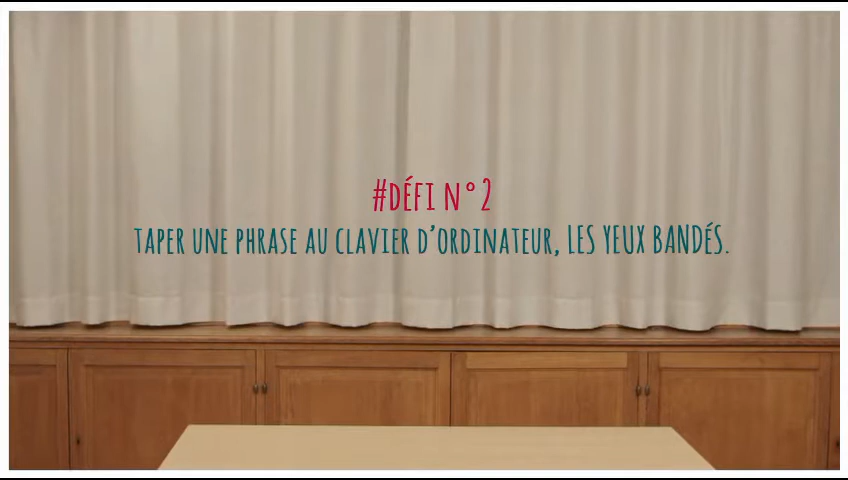 #DÉFI N°2
TAPER UNE PHRASE AU CLAVIER D'ORDINATEUR, LES YEUX BANDÉS.